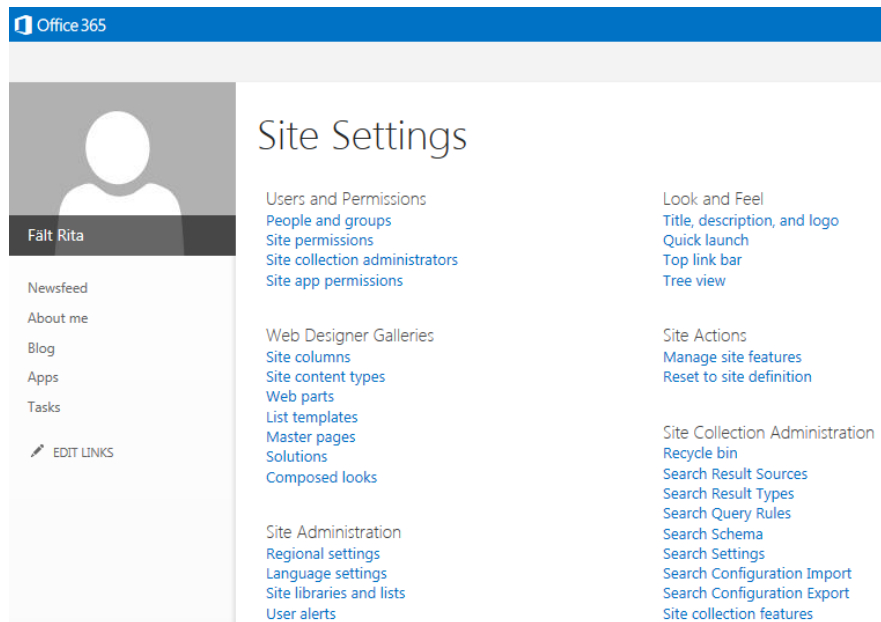 Office 365
Fält Rita
Newsfeed
About me
Blog
Apps
Tasks
EDIT LINKS
Site Settings
Users and Permissions
People and groups
Site permissions
Site collection administrators
Site app permissions
Web Designer Galleries
Site columns
Site content types
Web parts
List templates
Master pages
Solutions
Composed looks
Site Administration
Regional settings
Language settings
Site libraries and lists
User alerts
Look and Feel
Title, description, and logo
Quick launch
Top link bar
Tree view
Site Actions
Manage site features
Reset to site definition
Site Collection Administration
Recycle bin
Search Result Sources
Search Result Types
Search Query Rules
Search Schema
Search Settings
Search Configuration Import
Search Configuration Export
Site collection features